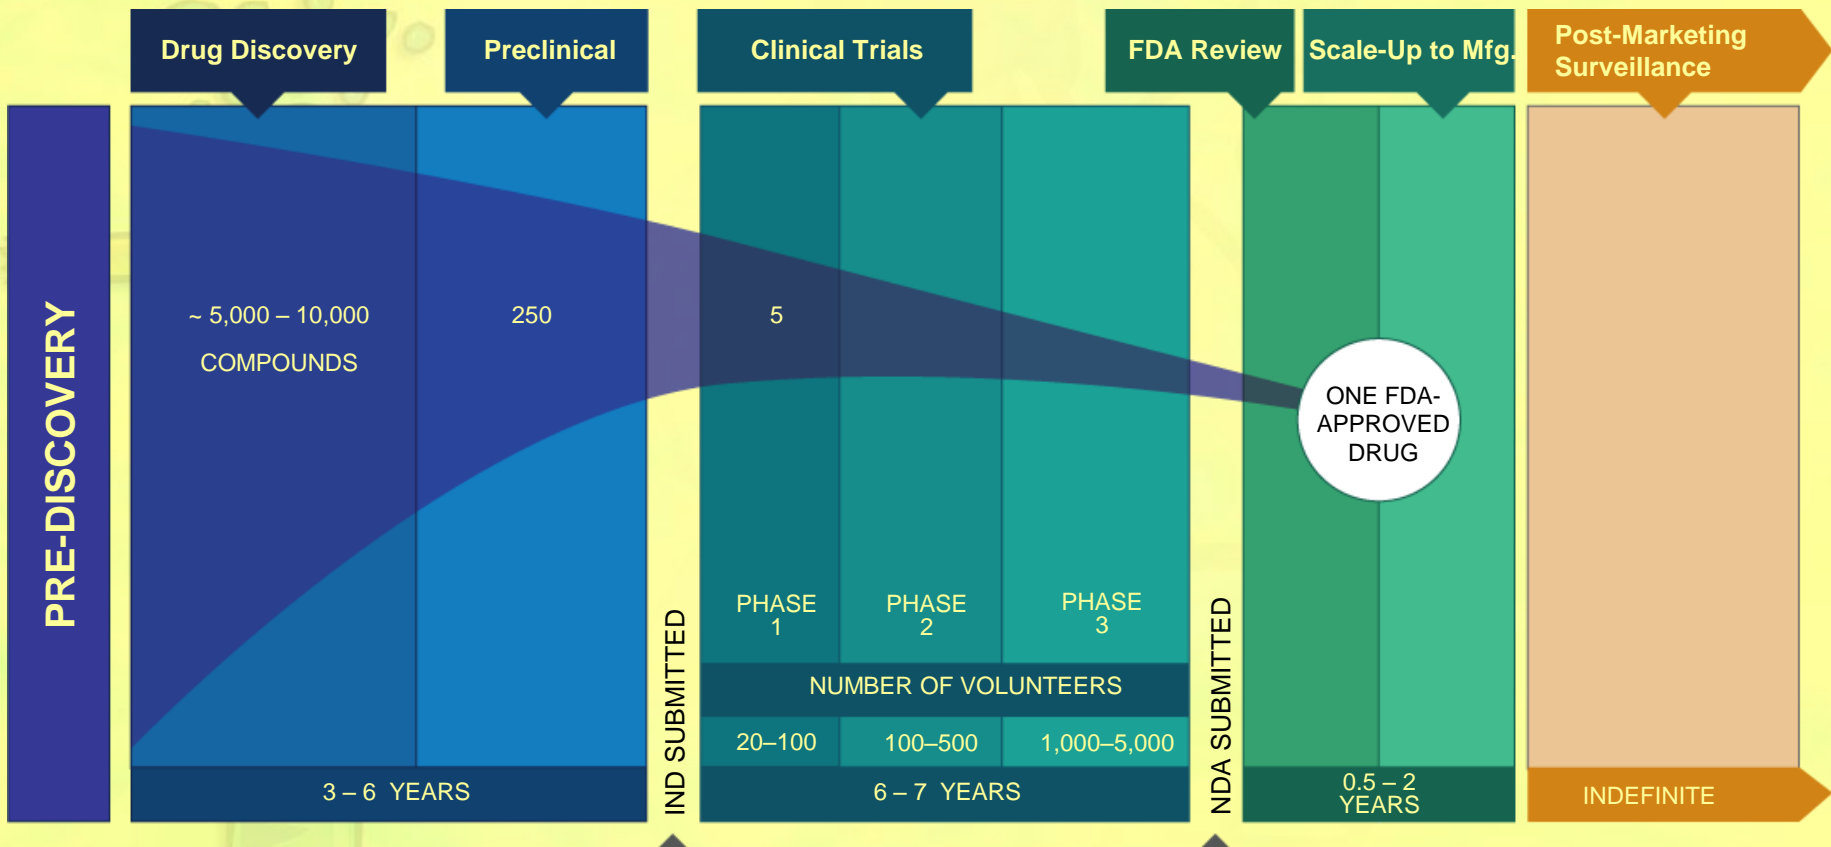 Drug Discovery
Preclinical
Clinical Trials
FDA Review
Scale-Up to Mfg.
Post-Marketing
Surveillance
PRE-DISCOVERY
~ 5,000 – 10,000
COMPOUNDS
250
5
ONE FDA-
APPROVED
DRUG
IND SUBMITTED
PHASE
1
PHASE
2
PHASE
3
NUMBER OF VOLUNTEERS
20–100
100–500
1,000–5,000
NDA SUBMITTED
3 – 6 YEARS
6 – 7 YEARS
0.5 – 2
YEARS
INDEFINITE